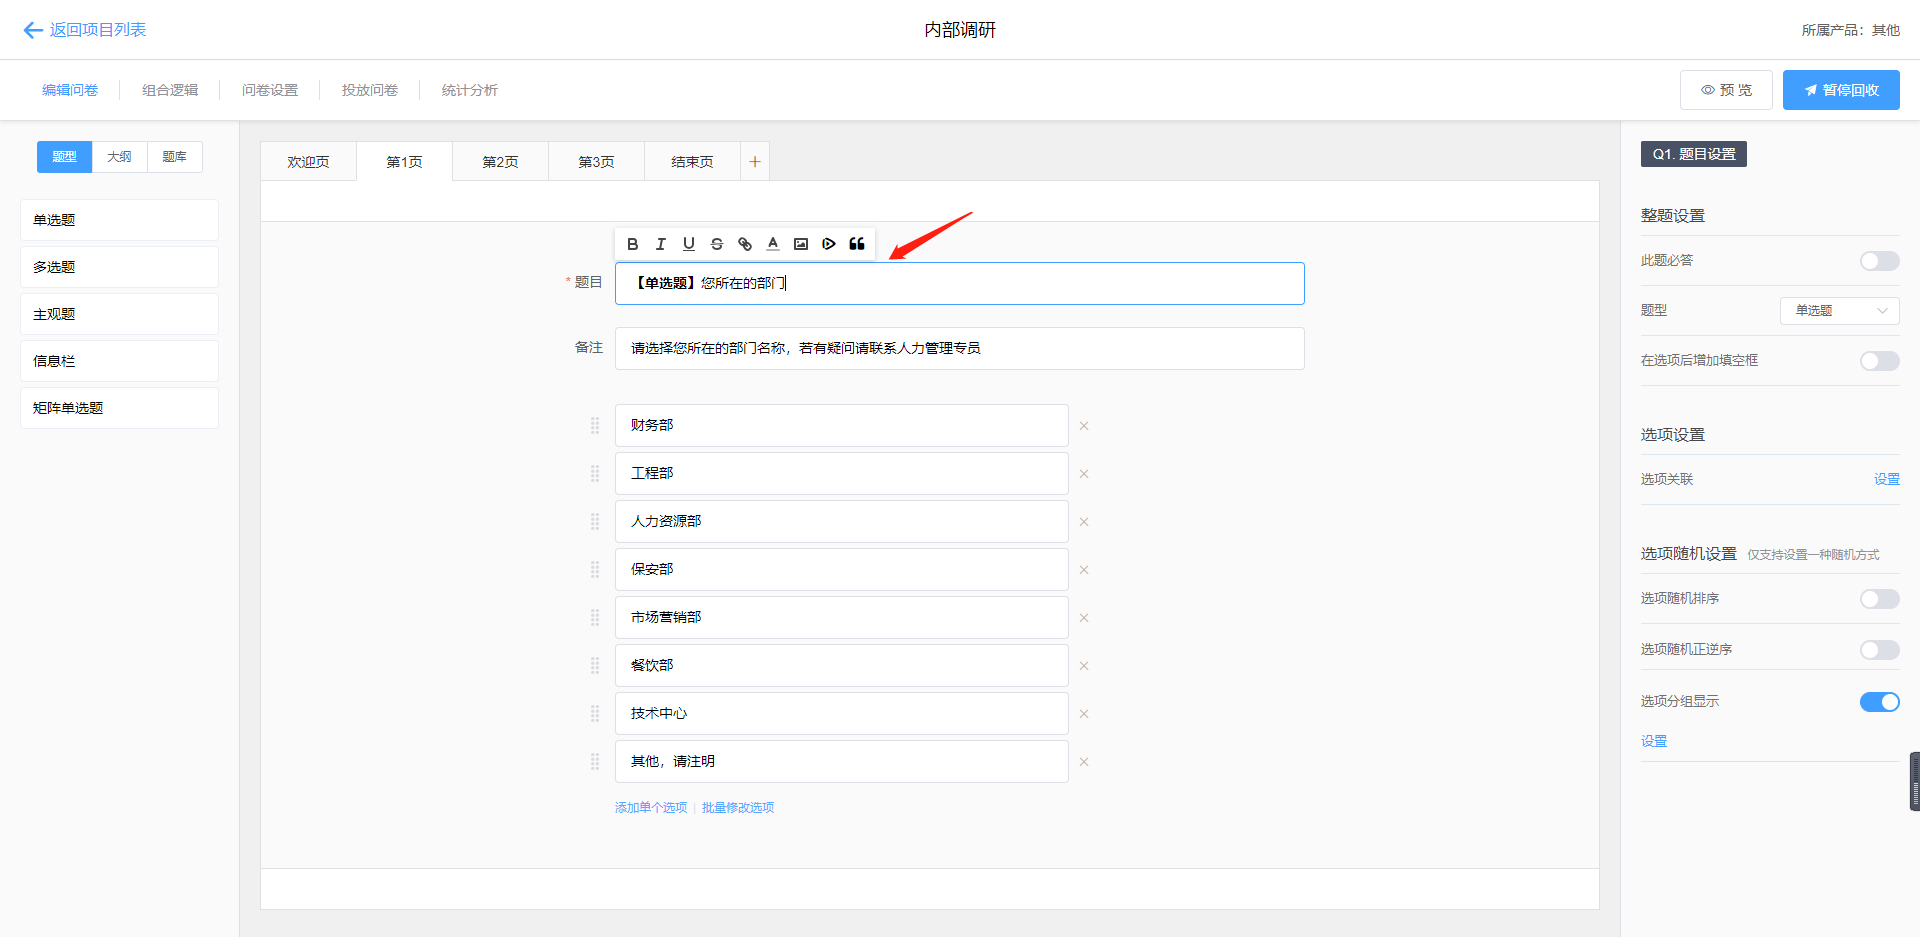 返回项目列表
内部调研
所属产品：其他
编辑问卷
组合逻辑
问卷设置
投放问卷
统计分析
预 览
暂停回收
题型
大纲
题库
单选题
多选题
主观题
信息栏
矩阵单选题
欢迎页
第1页
第2页
第3页
结束页
* 题目
【单选题】您所在的部门
备注
请选择您所在的部门名称，若有疑问请联系人力管理专员
财务部
工程部
人力资源部
保安部
市场营销部
餐饮部
技术中心
其他，请注明
添加单个选项 | 批量修改选项
Q1. 题目设置
整题设置
此题必答
题型
单选题
在选项后增加填空框
选项设置
选项关联
设置
选项随机设置 仅支持设置一种随机方式
选项随机排序
选项随机正逆序
选项分组显示
设置